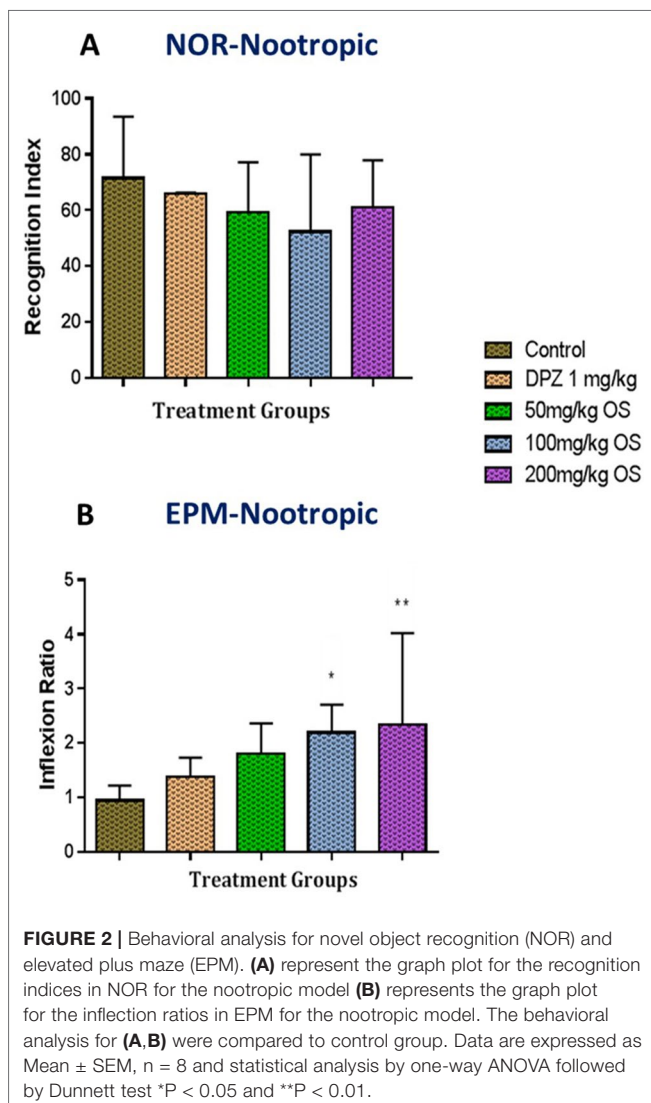 A NOR-Nootropic
100
80
60
40
20
0
Recognition Index
Treatment Groups
Control
DPZ 1 mg/kg
50mg/kg OS
100mg/kg OS
200mg/kg OS
B EPM-Nootropic
5
4
3
2
1
0
Inflexion Ratio
*
**
Treatment Groups
FIGURE 2 | Behavioral analysis for novel object recognition (NOR) and
elevated plus maze (EPM). (A) represent the graph plot for the recognition
indices in NOR for the nootropic model (B) represents the graph plot
for the inflection ratios in EPM for the nootropic model. The behavioral
analysis for (A,B) were compared to control group. Data are expressed as
Mean ± SEM, n = 8 and statistical analysis by one-way ANOVA followed
by Dunnett test *P < 0.05 and **P < 0.01.